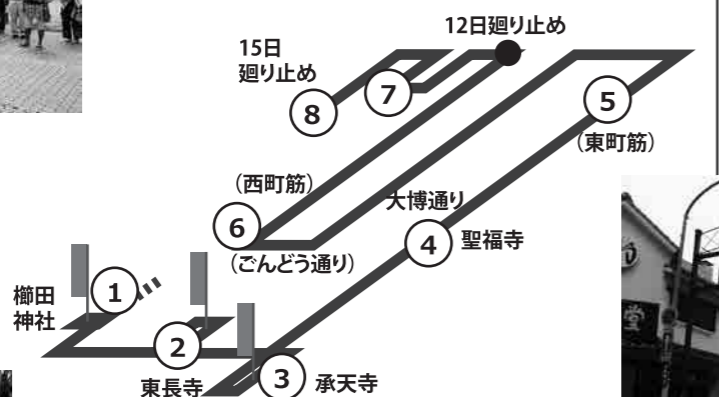 12日廻り止め
15日
廻り止め
⑧
⑦
⑤
(東町筋)
(西町筋)
大博通り
⑥
④
聖福寺
(ごんどう通り)
①
櫛田
神社
②
東長寺
③
承天寺
堂